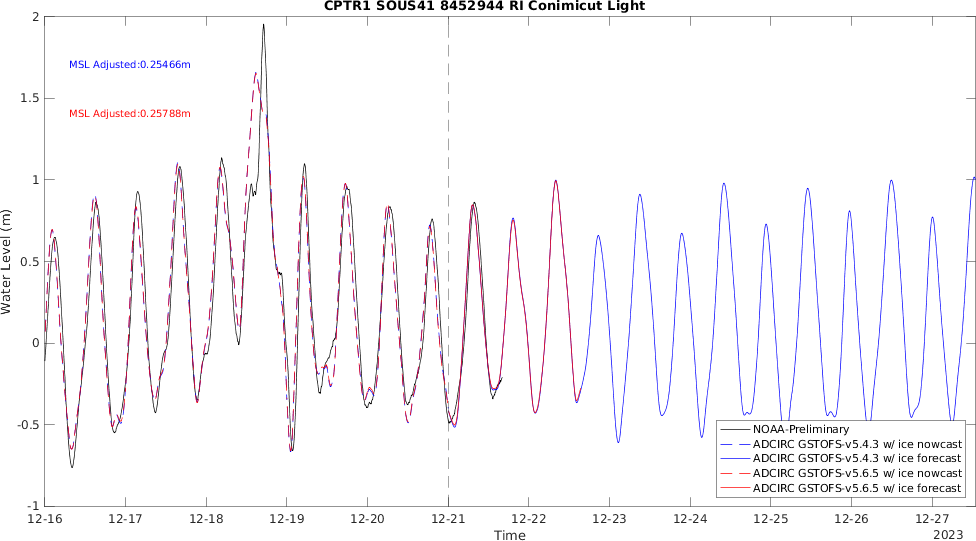 CPTR1 SOUS41 8452944 RI Conimicut Light
2
1.5
1
0.5
0
-0.5
-1
Water Level (m)
MSL Adjusted:0.25466m
MSL Adjusted:0.25788m
NOAA-Preliminary
ADCIRC GSTOFS-v5.4.3 w/ ice nowcast
ADCIRC GSTOFS-v5.4.3 w/ ice forecast
ADCIRC GSTOFS-v5.6.5 w/ ice nowcast
ADCIRC GSTOFS-v5.6.5 w/ ice forecast
12-16 12-17 12-18 12-19 12-20 12-21 12-22 12-23 12-24 12-25 12-26 12-27
Time
2023